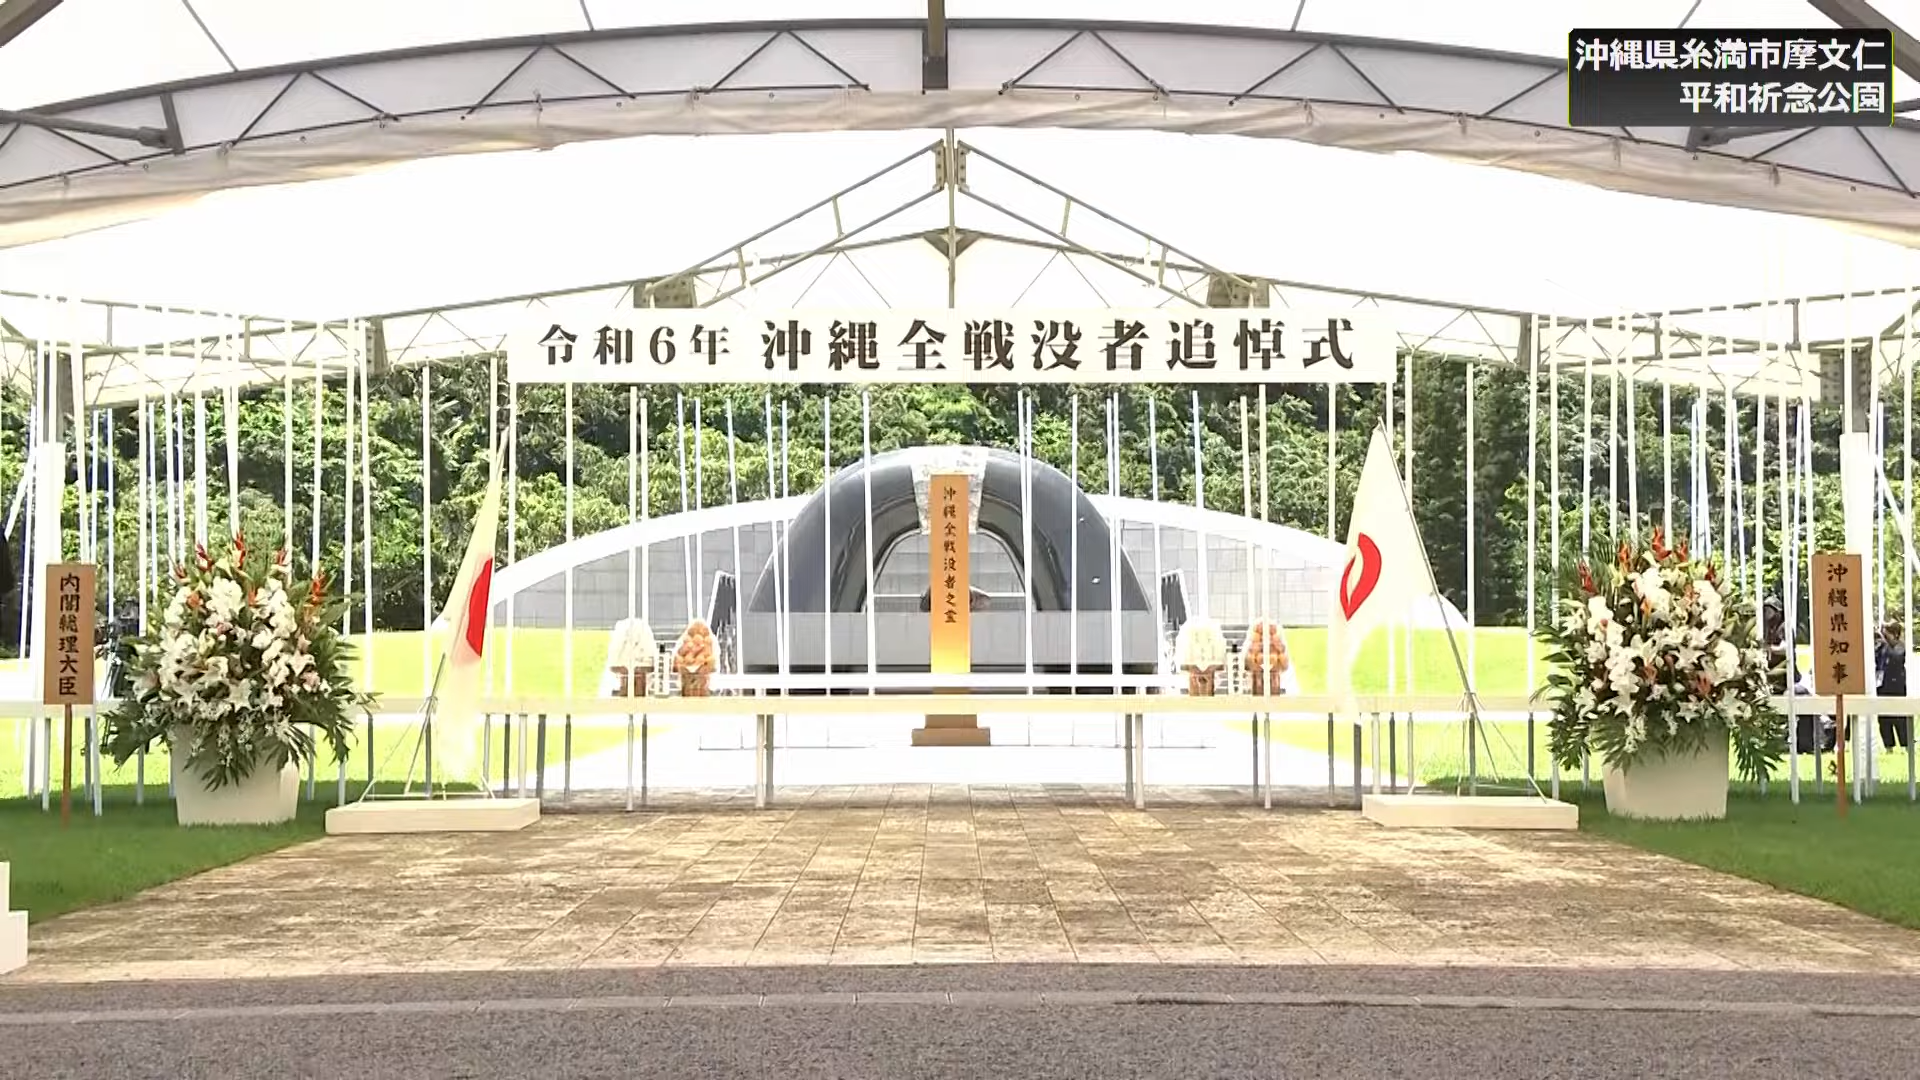 沖縄県糸満市摩文仁
平和祈念公園
令和6年 沖縄全戦没者追悼式
沖縄全戦没者之霊
内閣総理大臣
沖縄県知事